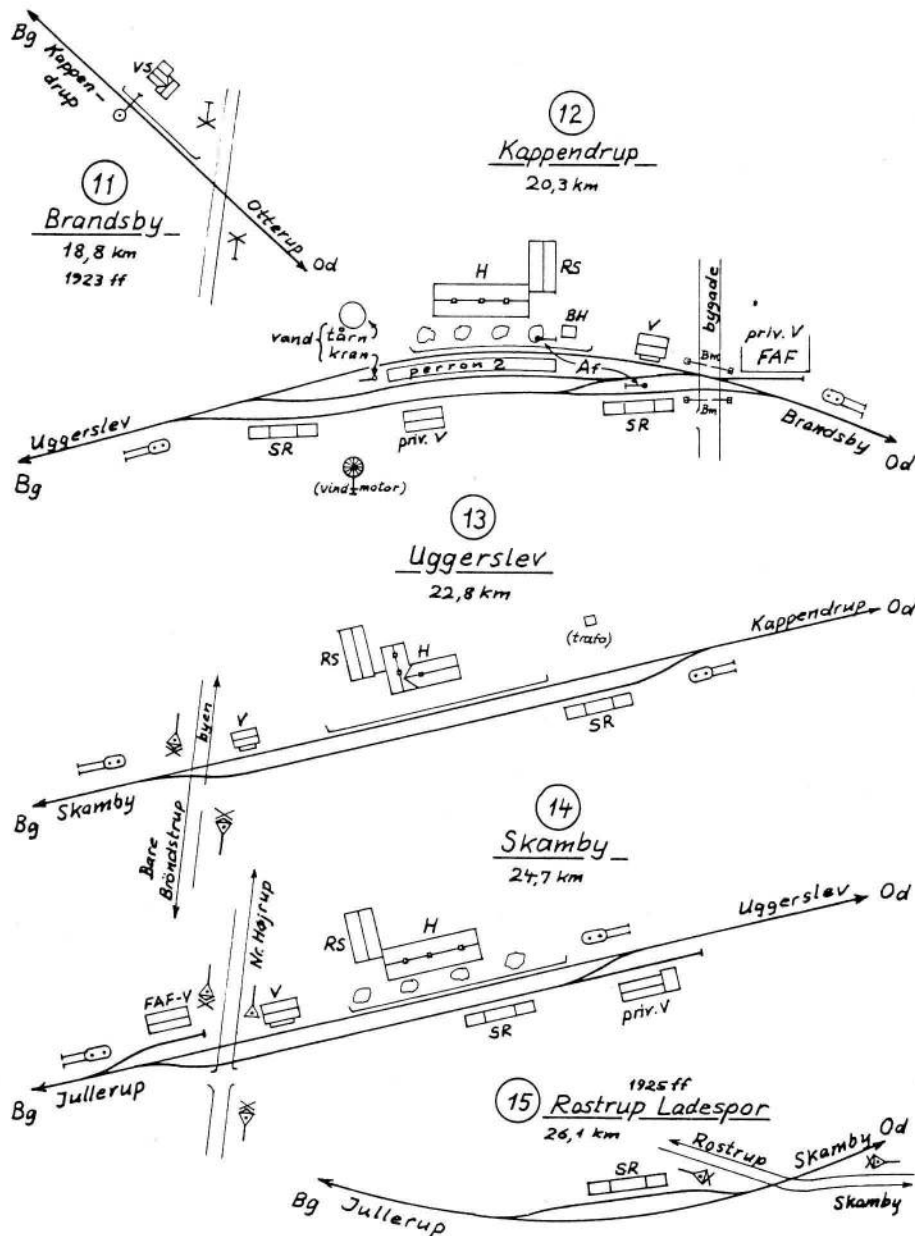 Bg
Kappen-
drup
VS
11
Brandsby
18,8 km
1923 ff
Otterup
Od
12
Kappendrup
20,3 km
H
RS
BH
vand
tårn
kran
perron 2
Af
V
bygade
Bm
Bm
priv. V
FAF
Uggerslev
Bg
SR
priv. V
SR
Brandsby
Od
(vind-motor)
13
Uggerslev
22,8 km
Kappendrup
Od
(trafo)
RS
H
SR
byen
V
Skamby
Bg
Bare
Bröndstrup
14
Skamby
24,7 km
Uggerslev
Od
Nr. Højrup
RS
H
FAF-V
V
SR
priv. V
Jullerup
Bg
15
1925 ff
Rostrup Ladespor
26,1 km
Rostrup
Skamby
Od
SR
Skamby
Bg
Jullerup